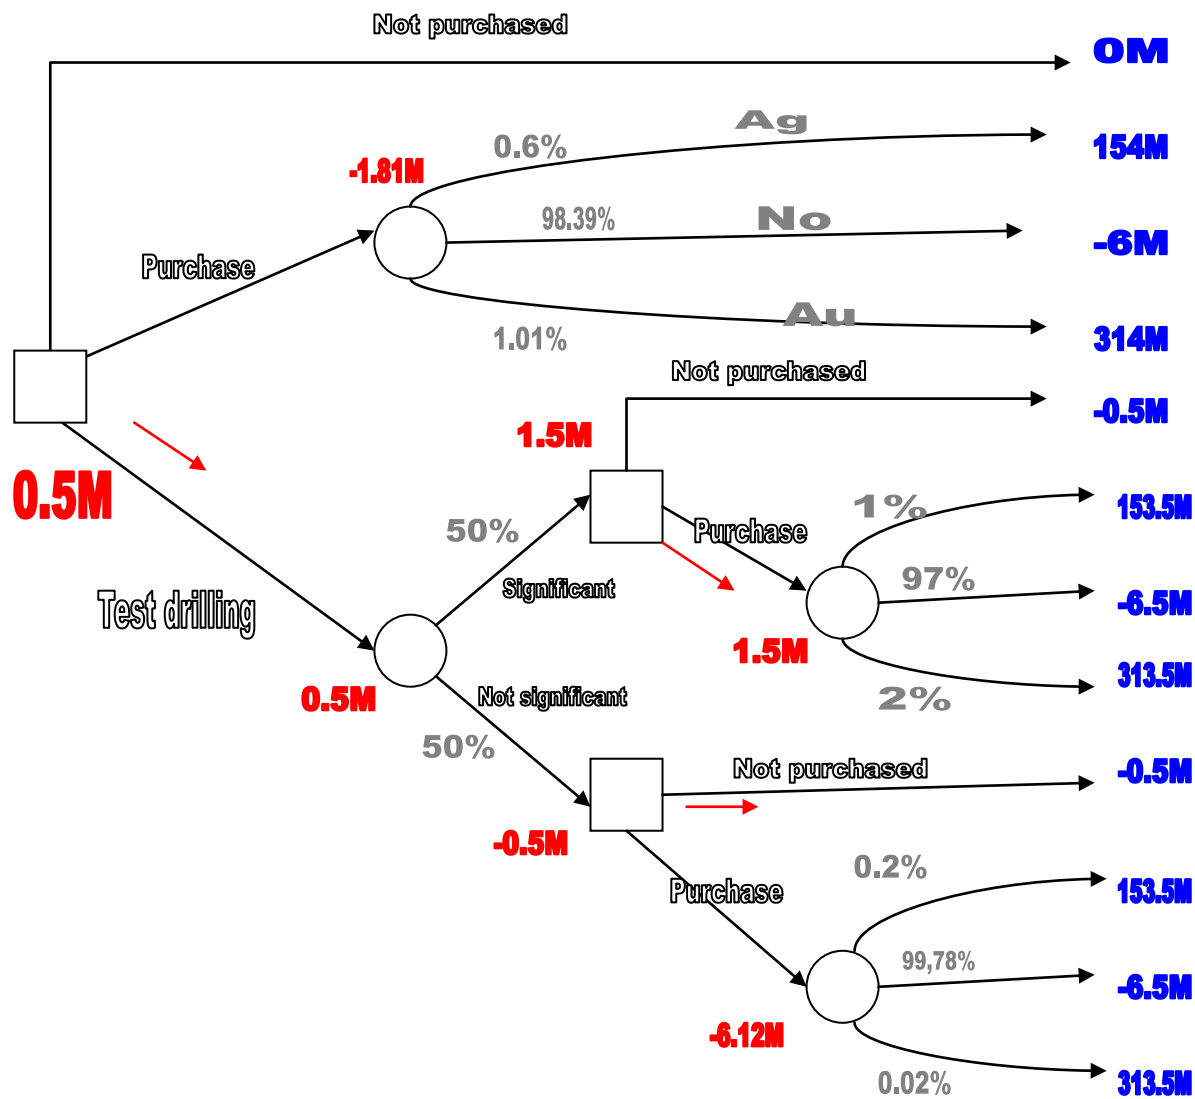 Not purchased
0M
Ag
0.6%
154M
-1.81M
98.39%
No
-6M
Purchase
Au
1.01%
314M
Not purchased
-0.5M
1.5M
0.5M
1%
153.5M
50%
Purchase
97%
Significant
-6.5M
Test drilling
1.5M
313.5M
0.5M
Not significant
2%
50%
Not purchased
-0.5M
-0.5M
0.2%
Purchase
153.5M
99,78%
-6.5M
-6.12M
0.02%
313.5M